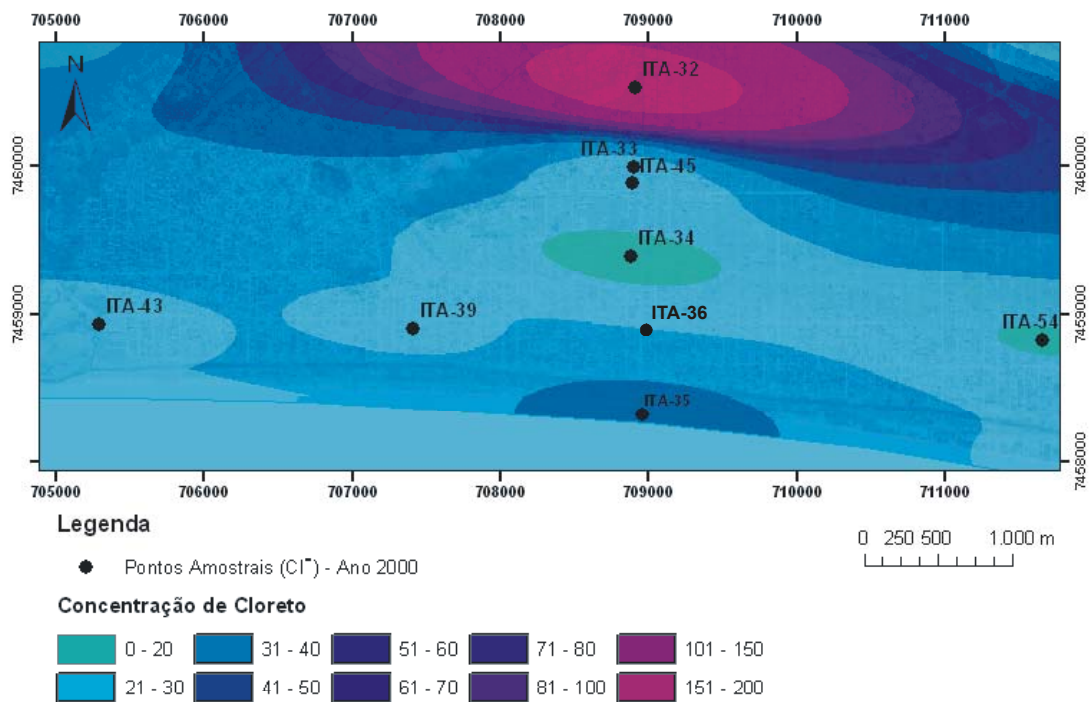 705000 706000 707000 708000 709000 710000 711000
N
ITA-32
7460000 7460000
ITA-33
ITA-45
ITA-34
ITA-43
ITA-39
ITA-36
ITA-54
7459000 7459000
ITA-35
7458000 7458000
705000 706000 707000 708000 709000 710000 711000
Legenda
0 250 500 1.000 m
Pontos Amostrais (Cl⁻) - Ano 2000
Concentração de Cloreto
0 - 20 31 - 40 51 - 60 71 - 80 101 - 150
21 - 30 41 - 50 61 - 70 81 - 100 151 - 200